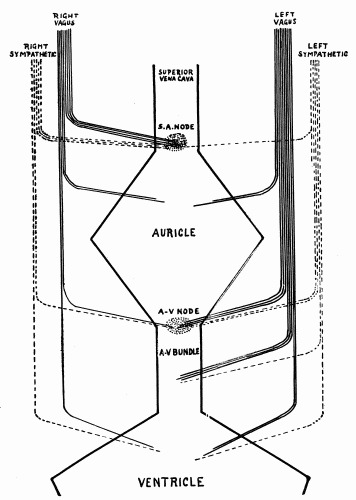 RIGHT
VAGUS
LEFT
VAGUS
RIGHT
SYMPATHETIC
LEFT
SYMPATHETIC
SUPERIOR
VENA CAVA
S.A. NODE
AURICLE
A-V NODE
A-V BUNDLE
VENTRICLE